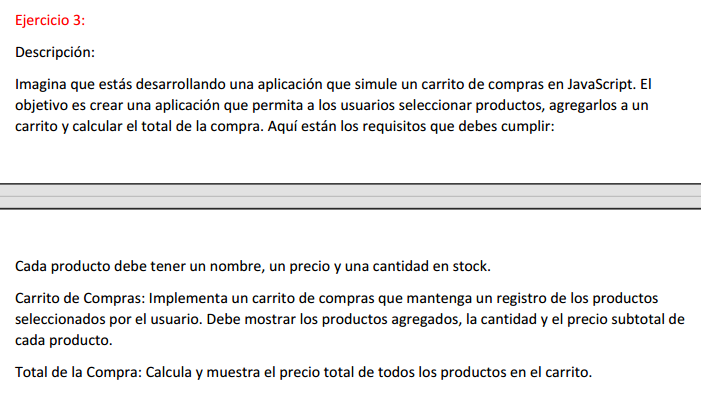 Ejercicio 3:
Descripción:
Imagina que estás desarrollando una aplicación que simule un carrito de compras en JavaScript. El
objetivo es crear una aplicación que permita a los usuarios seleccionar productos, agregarlos a un
carrito y calcular el total de la compra. Aquí están los requisitos que debes cumplir:
Cada producto debe tener un nombre, un precio y una cantidad en stock.
Carrito de Compras: Implementa un carrito de compras que mantenga un registro de los productos
seleccionados por el usuario. Debe mostrar los productos agregados, la cantidad y el precio subtotal de
cada producto.
Total de la Compra: Calcula y muestra el precio total de todos los productos en el carrito.